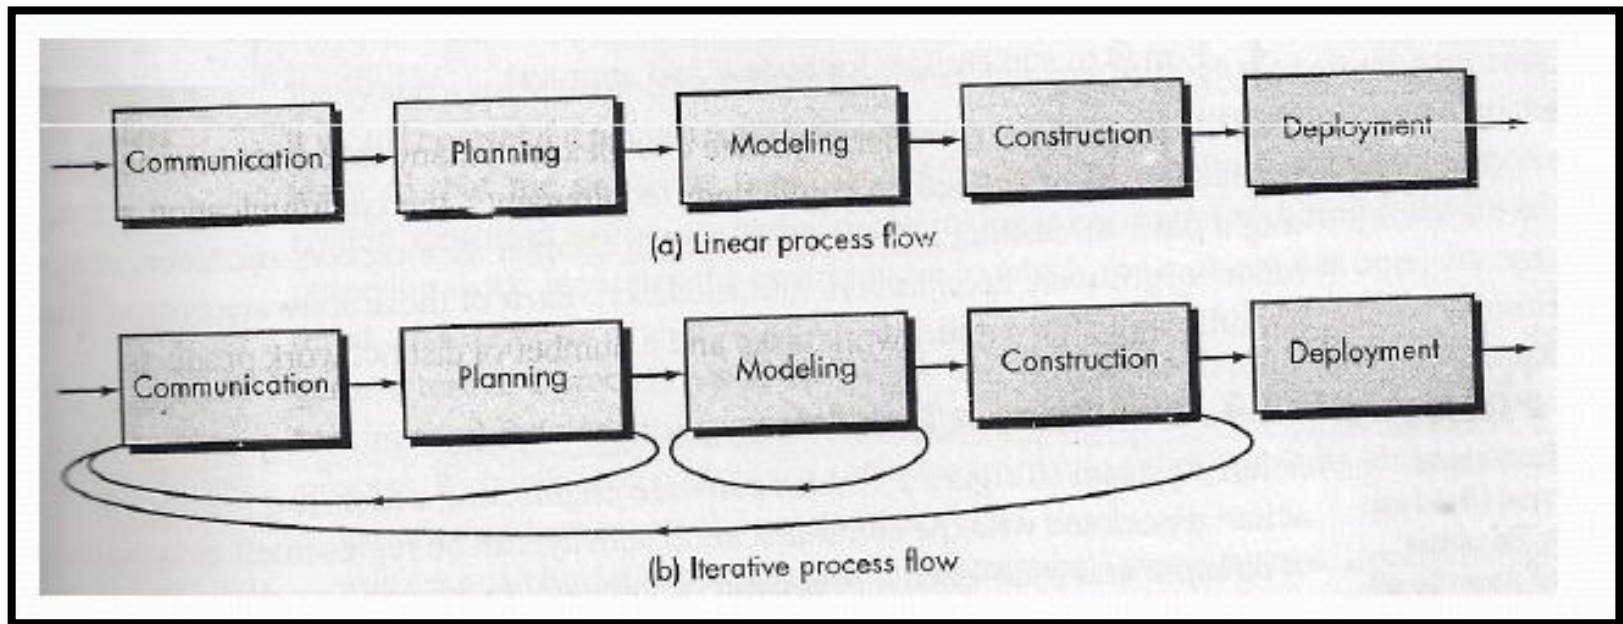 Communication
Planning
Modeling
Construction
Deployment
(a) Linear process flow
Communication
Planning
Modeling
Construction
Deployment
(b) Iterative process flow